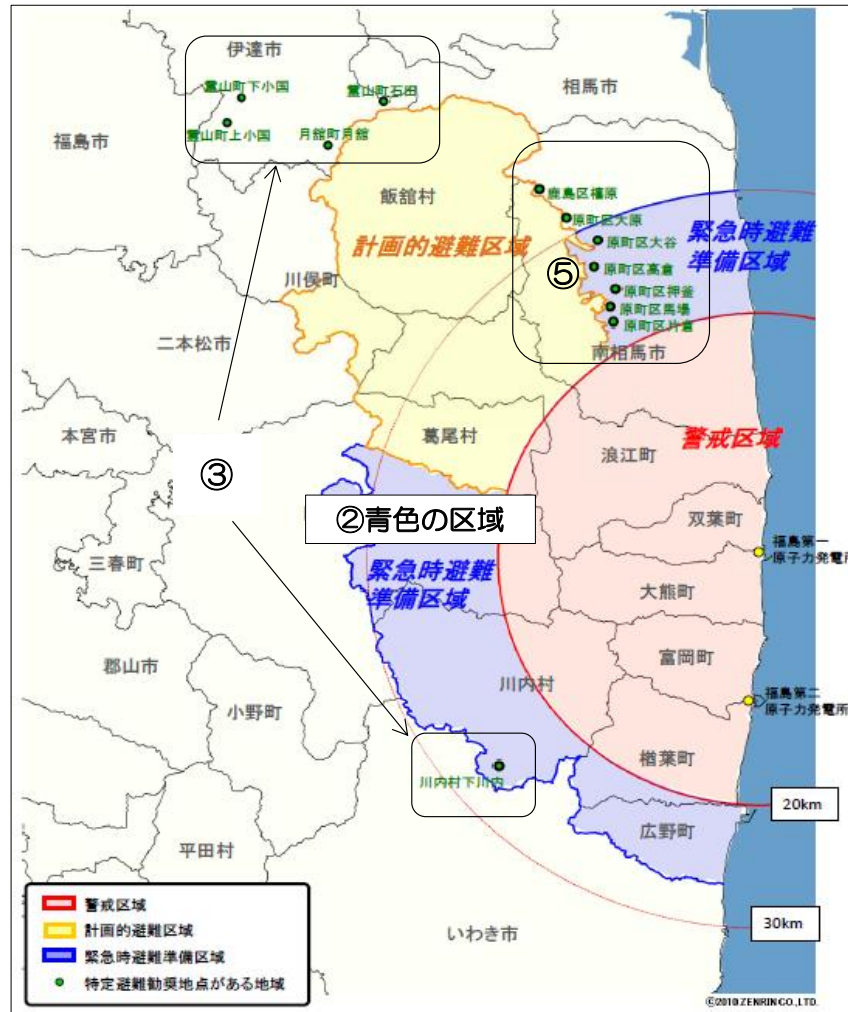 伊達市
霊山町下小国
霊山町石田
相馬市
霊山町上小国
月舘町月舘
福島市
飯舘村
鹿島区橲原
原町区大原
原町区大谷
緊急時避難
準備区域
計画的避難区域
川俣町
⑤
原町区高倉
原町区押釜
原町区馬場
原町区片倉
二本松市
南相馬市
本宮市
葛尾村
警戒区域
浪江町
③
②青色の区域
双葉町
福島第一
原子力発電所
三春町
緊急時避難
準備区域
大熊町
郡山市
富岡町
川内村
小野町
福島第二
原子力発電所
楢葉町
川内村下川内
20km
広野町
平田村
警戒区域
計画的避難区域
緊急時避難準備区域
特定避難勧奨地点がある地域
いわき市
30km
©2010 ZENRIN CO., LTD.